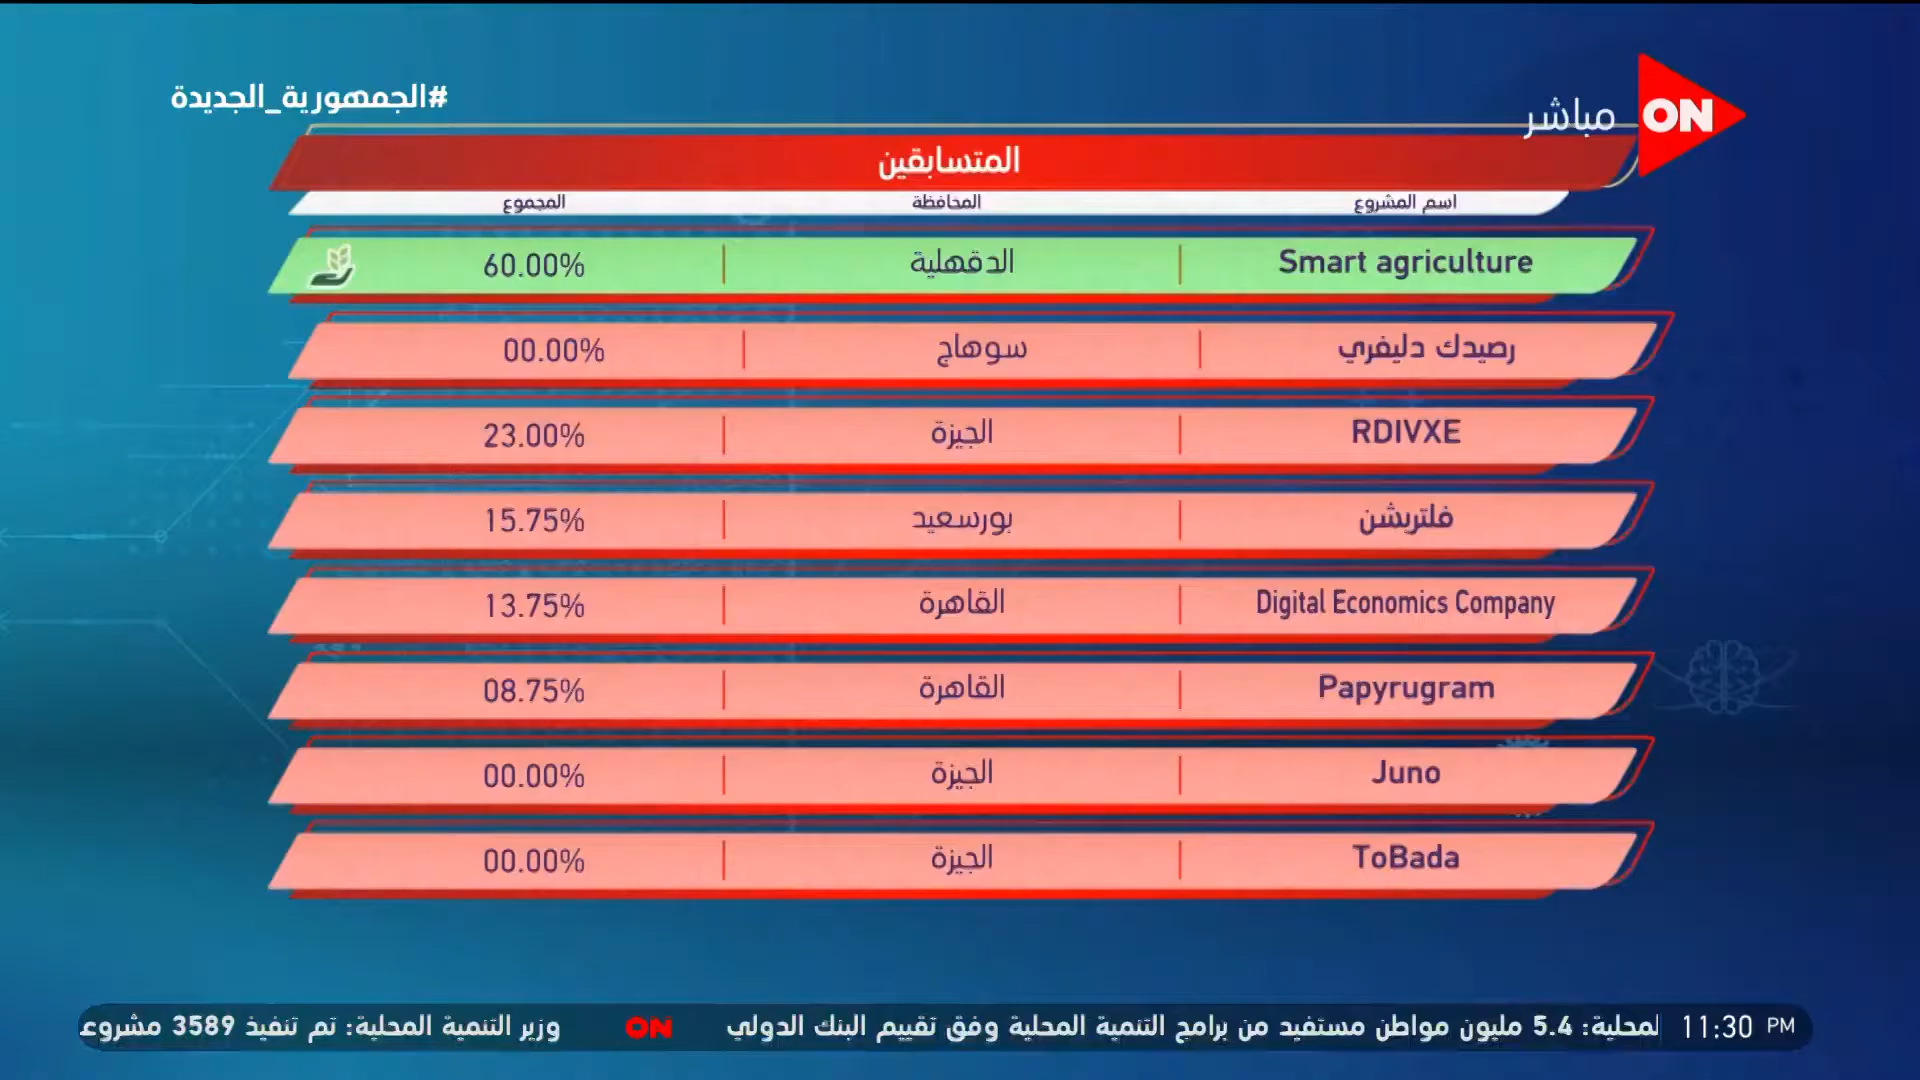 #الجمهورية_الجديدة
مباشر ON
المتسابقين
اسم المشروع المحافظة المجموع
Smart agriculture الدقهلية 60.00%
رصيدك دليفري سوهاج 00.00%
RDIVXE الجيزة 23.00%
فلتريشن بورسعيد 15.75%
Digital Economics Company القاهرة 13.75%
Papyrugram القاهرة 08.75%
Juno الجيزة 00.00%
ToBada الجيزة 00.00%
11:30 PM لمحلية: 5.4 مليون مواطن مستفيد من برامج التنمية المحلية وفق تقييم البنك الدولي ON وزير التنمية المحلية: تم تنفيذ 3589 مشروع